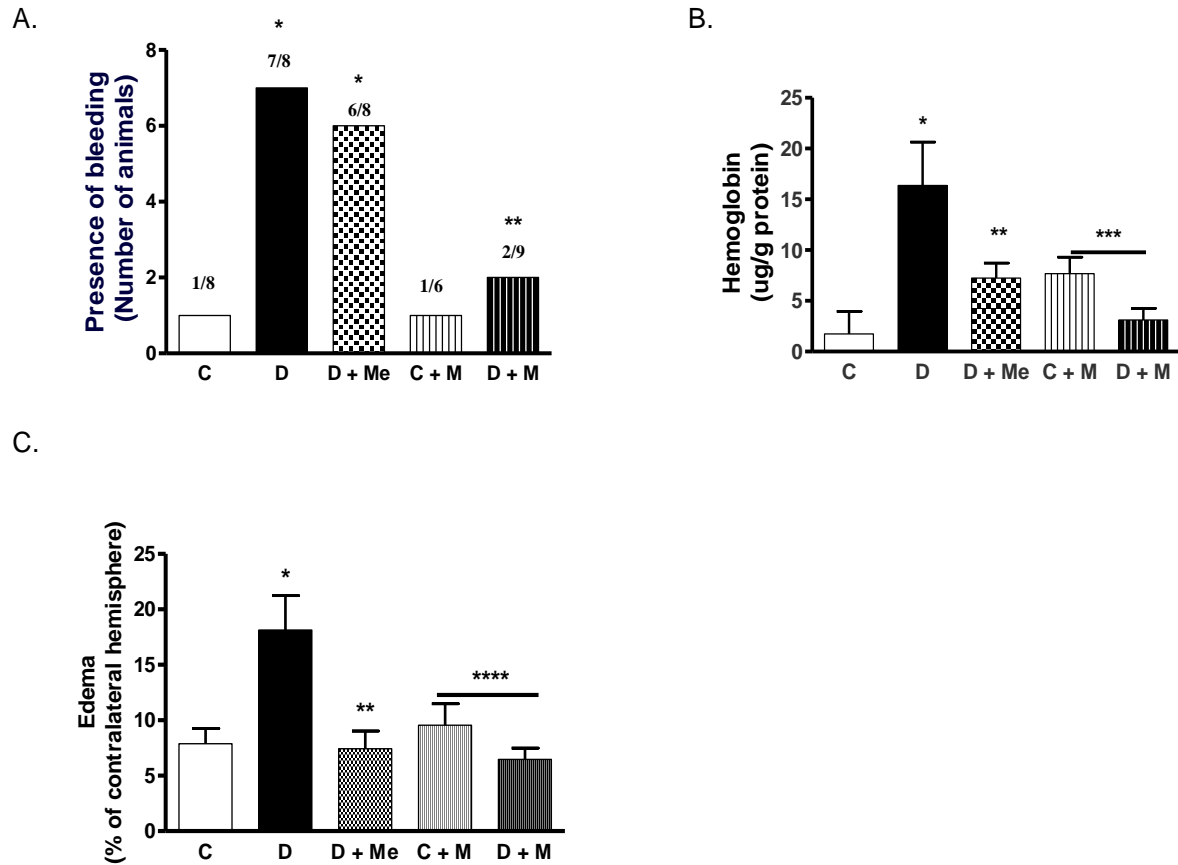 A.
Presence of bleeding
(Number of animals)
8
6
4
2
0
*
7/8
*
6/8
1/8
1/6
**
2/9
C D D + Me C + M D + M
B.
Hemoglobin
(ug/g protein)
25
20
15
10
5
0
*
**
***
C D D + Me C + M D + M
C.
Edema
(% of contralateral hemisphere)
25
20
15
10
5
0
*
**
****
C D D + Me C + M D + M